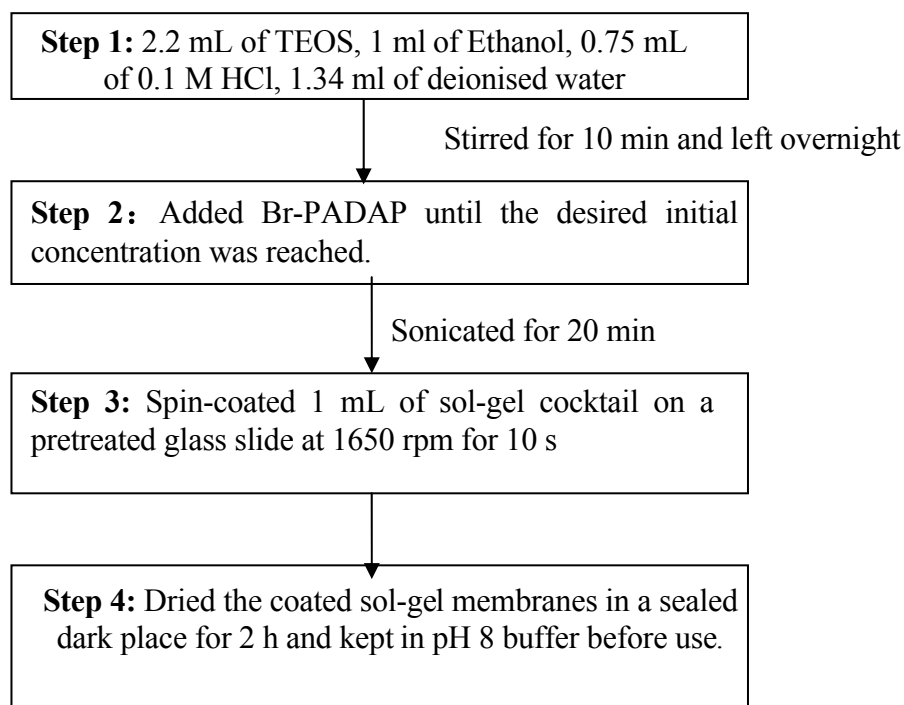 Step 1: 2.2 mL of TEOS, 1 ml of Ethanol, 0.75 mL
of 0.1 M HCl, 1.34 ml of deionised water
Stirred for 10 min and left overnight
Step 2： Added Br-PADAP until the desired initial
concentration was reached.
Sonicated for 20 min
Step 3: Spin-coated 1 mL of sol-gel cocktail on a
pretreated glass slide at 1650 rpm for 10 s
Step 4: Dried the coated sol-gel membranes in a sealed
dark place for 2 h and kept in pH 8 buffer before use.